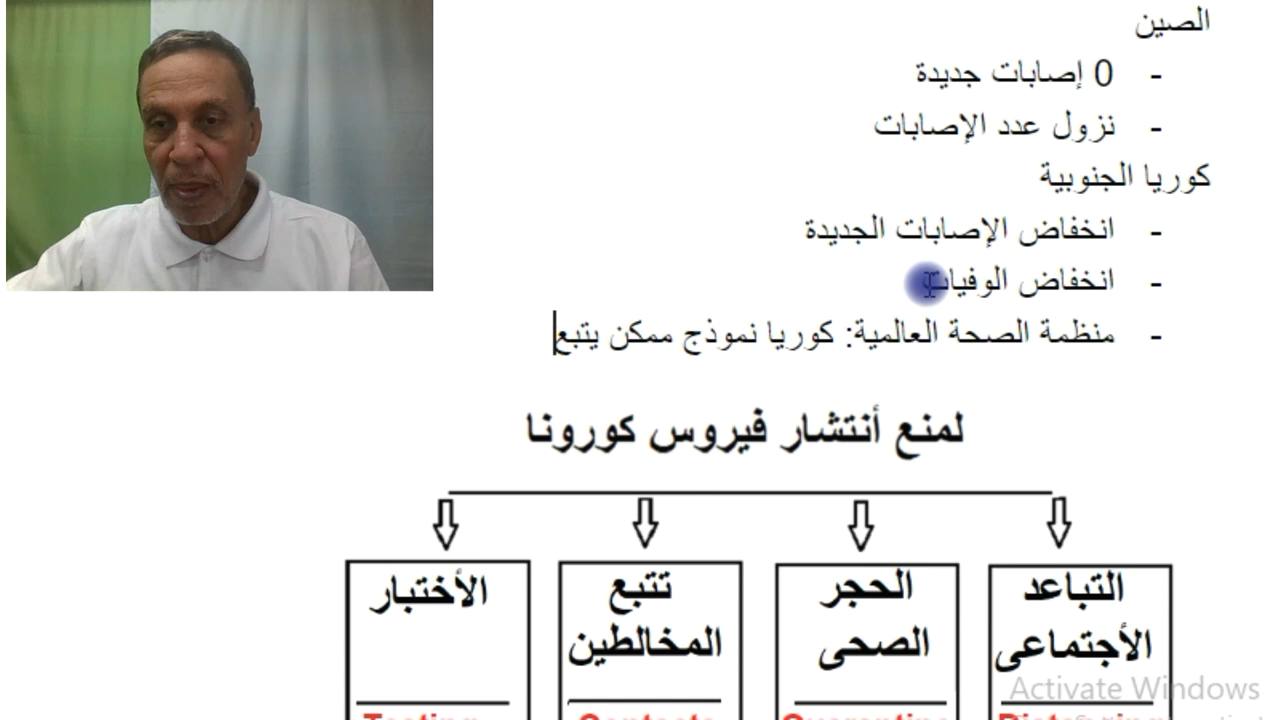 الصين
- 0 إصابات جديدة
- نزول عدد الإصابات
كوريا الجنوبية
- انخفاض الإصابات الجديدة
- انخفاض الوفيات
- منظمة الصحة العالمية: كوريا نموذج ممكن يتبع
لمنع أنتشار فيروس كورونا
التباعد الأجتماعى
الحجر الصحى
تتبع المخالطين
الأختبار
Activate Windows